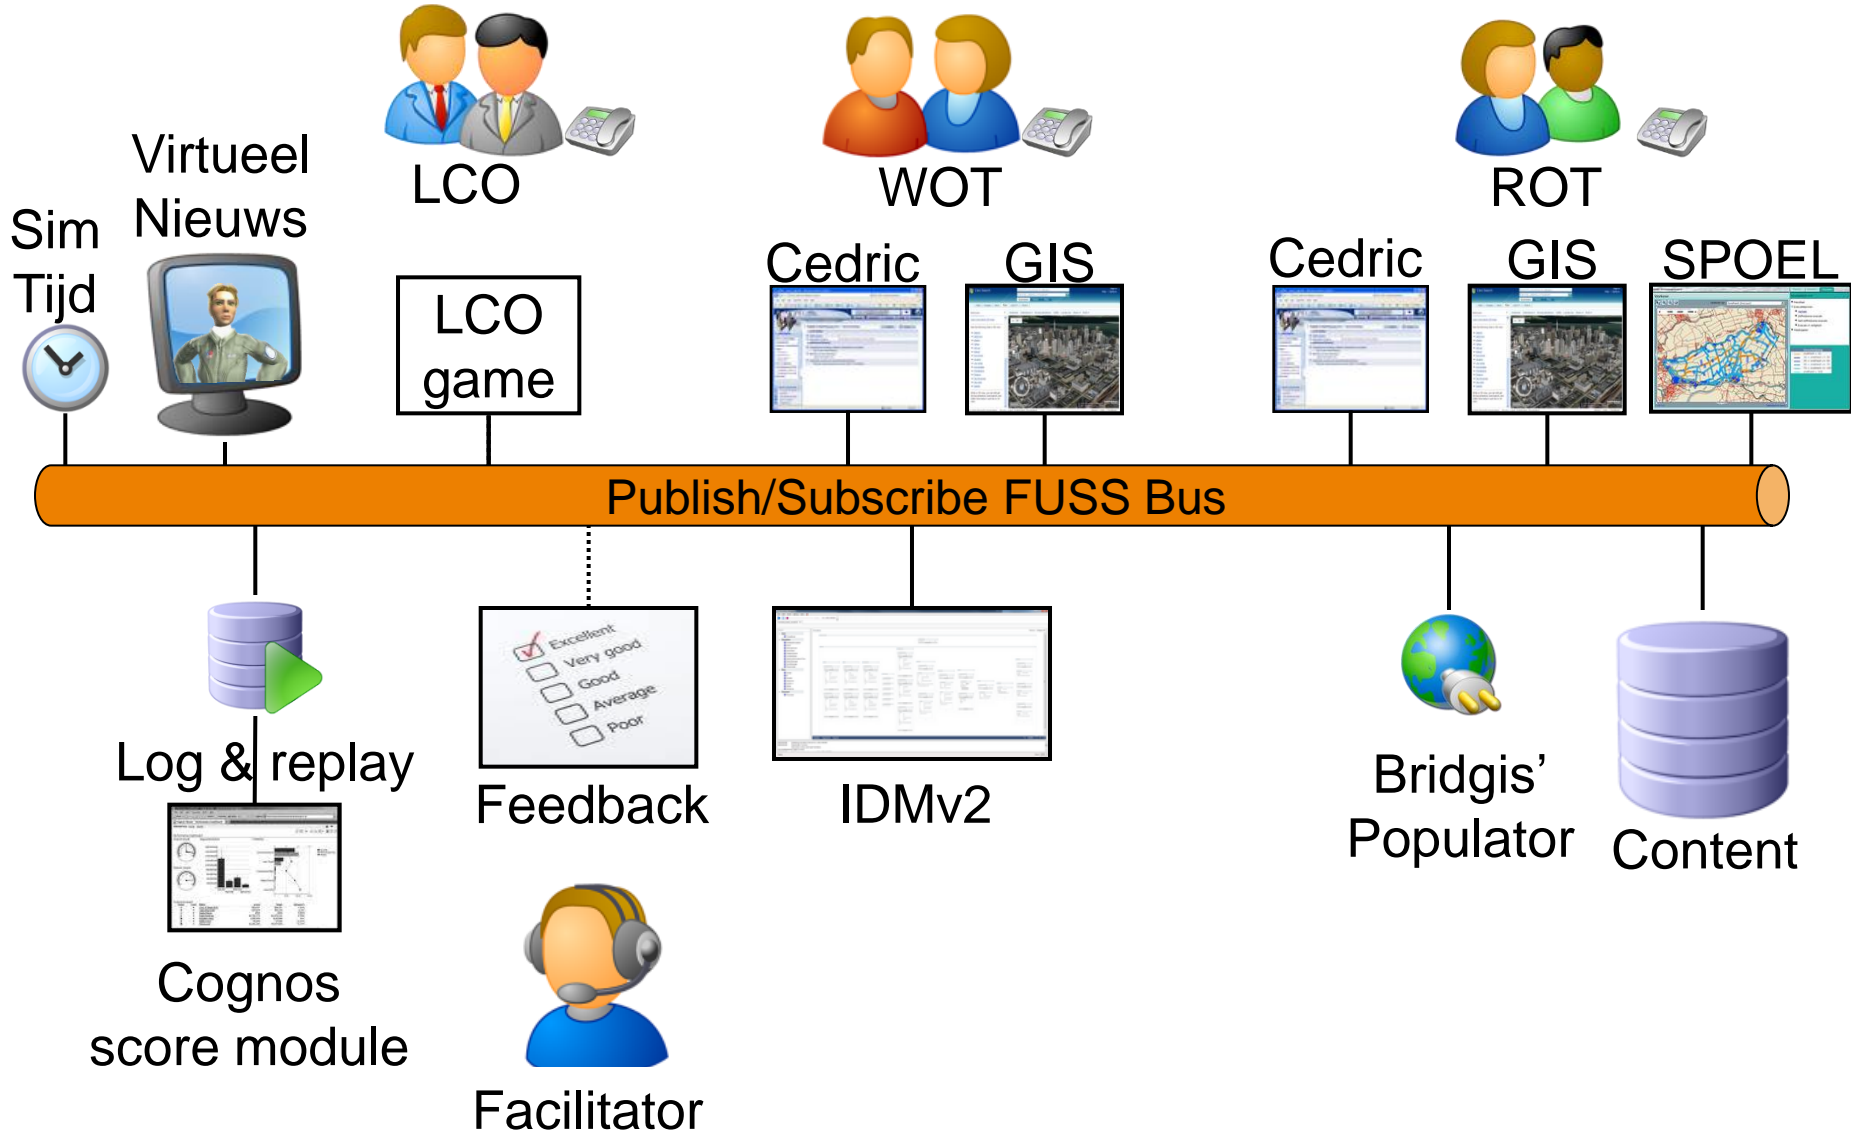 LCO
WOT
ROT
Virtueel
Nieuws
Sim
Tijd
LCO
game
Cedric
GIS
Cedric
GIS
SPOEL
Publish/Subscribe FUSS Bus
Log & replay
Excellent
Very good
Good
Average
Poor
Feedback
IDMv2
Bridgis’
Populator
Content
Cognos
score module
Facilitator